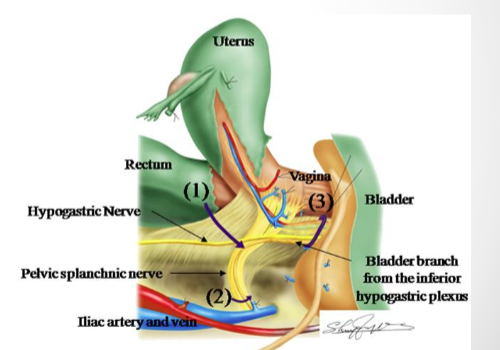 Uterus
Rectum
Vagina
(1)
(3)
Bladder
Hypogastric Nerve
Bladder branch
from the inferior
hypogastric plexus
Pelvic splanchnic nerve
(2)
Iliac artery and vein